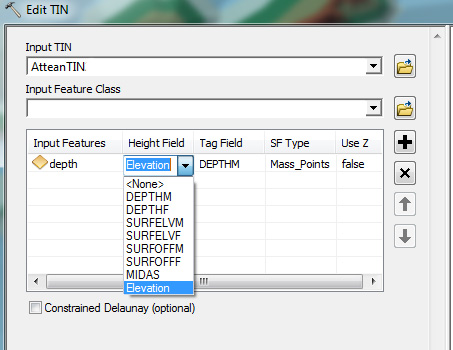 Edit TIN
Input TIN
AtteanTIN
Input Feature Class
Input Features Height Field Tag Field SF Type Use Z
depth Elevation DEPTHM Mass_Points false
<None>
DEPTHM
DEPTHF
SURFELVM
SURFELVF
SURFOFFM
SURFOFFF
MIDAS
Elevation
Constrained Delaunay (optional)